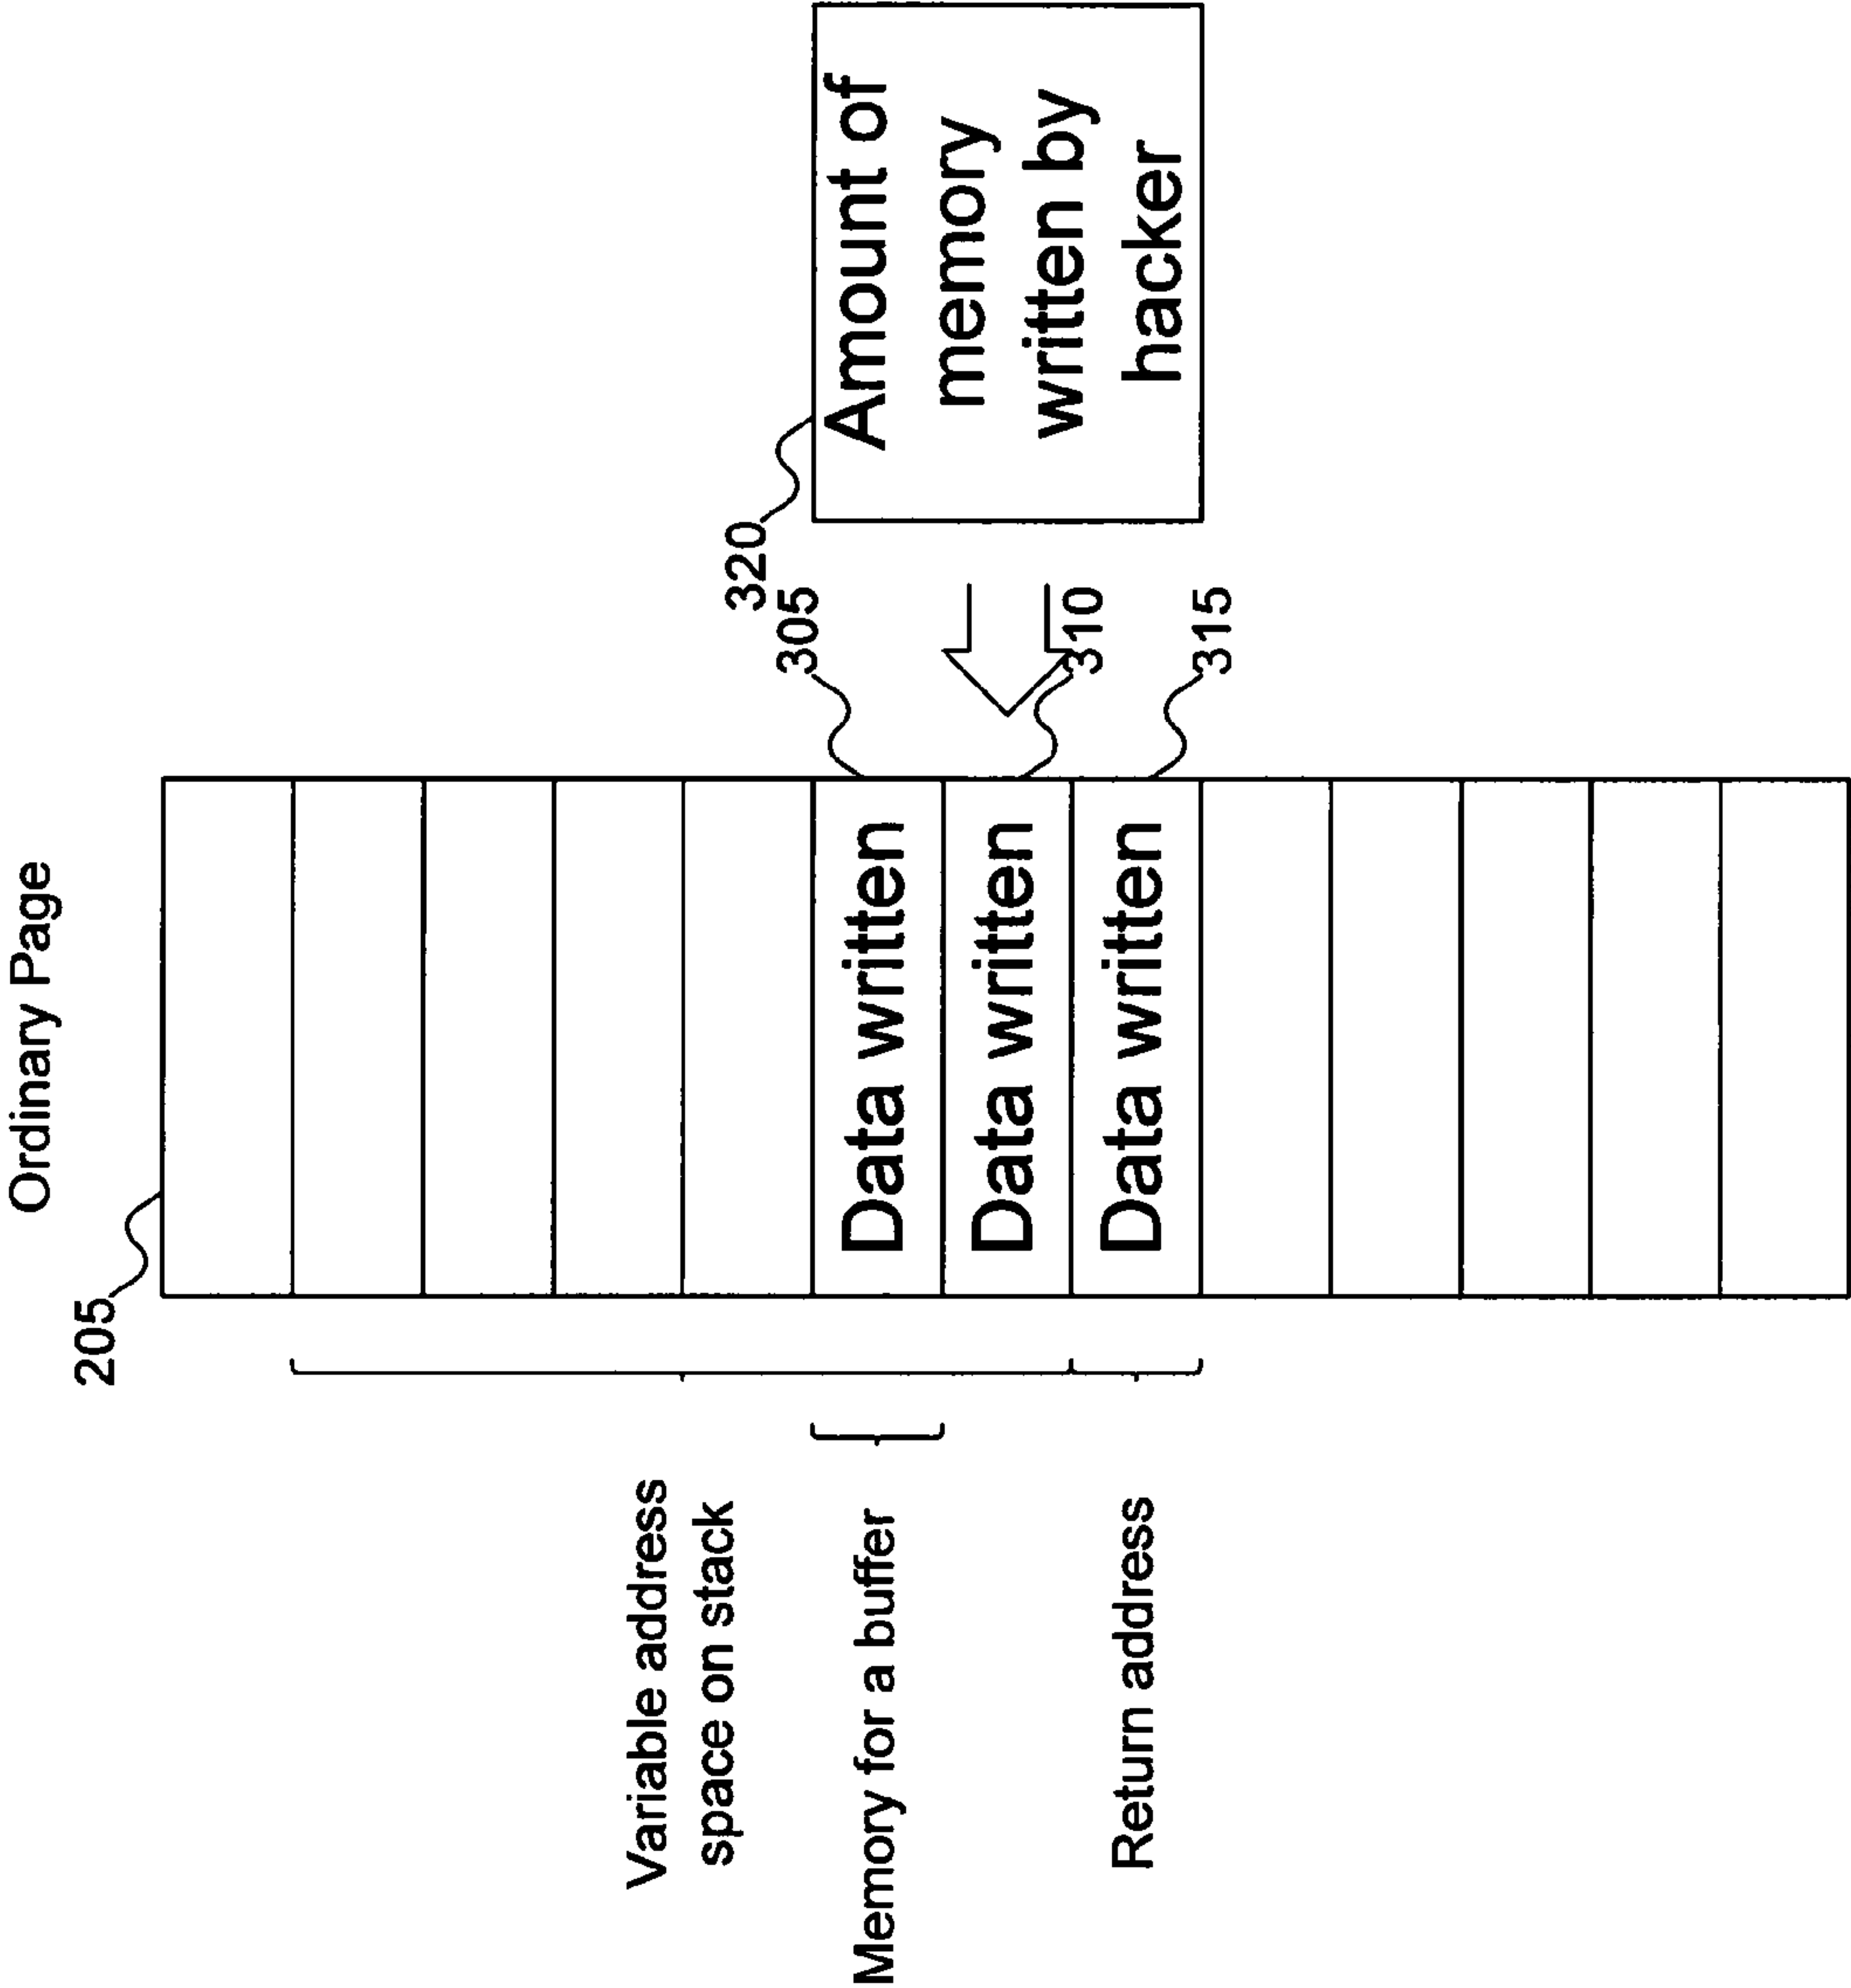 Ordinary Page
205
Variable address
space on stack
Memory for a buffer
Return address
Data written
Data written
Data written
305
310
315
320
Amount of
memory
written by
hacker